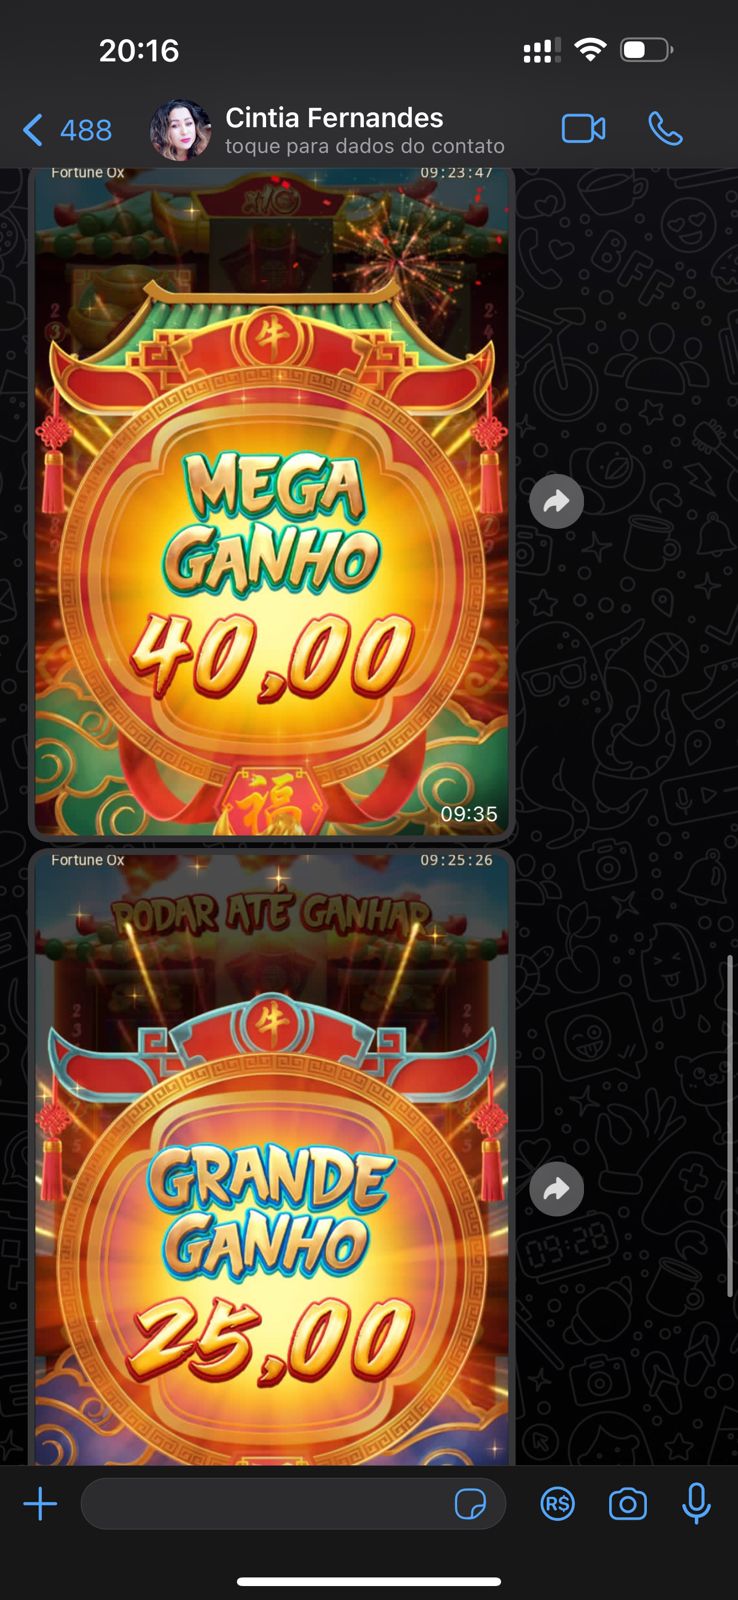 20:16
488
Cintia Fernandes
toque para dados do contato
Fortune Ox
09:23:47
牛
MEGA
GANHO
40,00
福
09:35
Fortune Ox
09:25:26
RODAR ATÉ GANHAR
牛
GRANDE
GANHO
25,00
R$